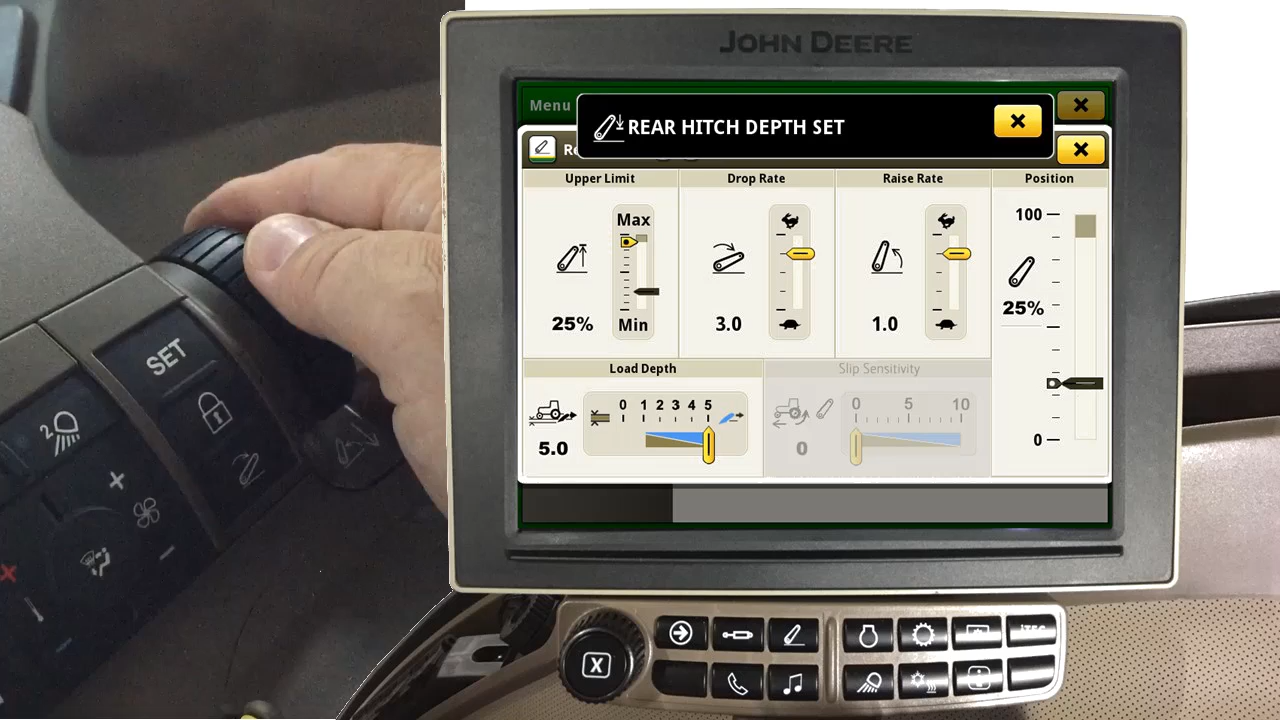 JOHN DEERE
Menu
REAR HITCH DEPTH SET
Upper Limit
Drop Rate
Raise Rate
Position
Max
Min
25%
3.0
1.0
100
25%
0
Load Depth
0 1 2 3 4 5
5.0
Slip Sensitivity
0 5 10
0
SET
2
X